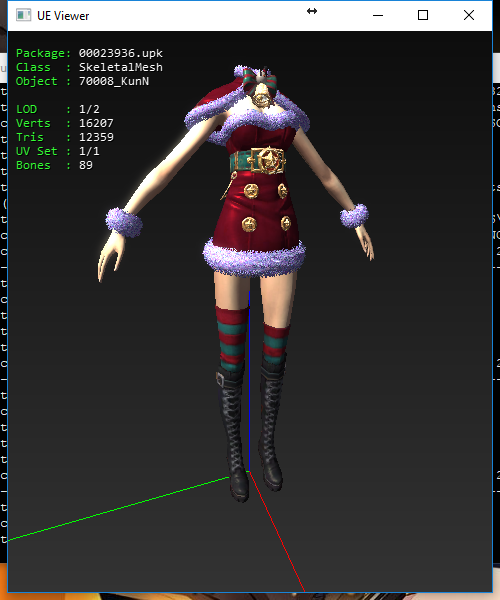 UE Viewer
Package: 00023936.upk
Class  : SkeletalMesh
Object : 70008_KunN
LOD    : 1/2
Verts  : 16207
Tris   : 12359
UV Set : 1/1
Bones  : 89